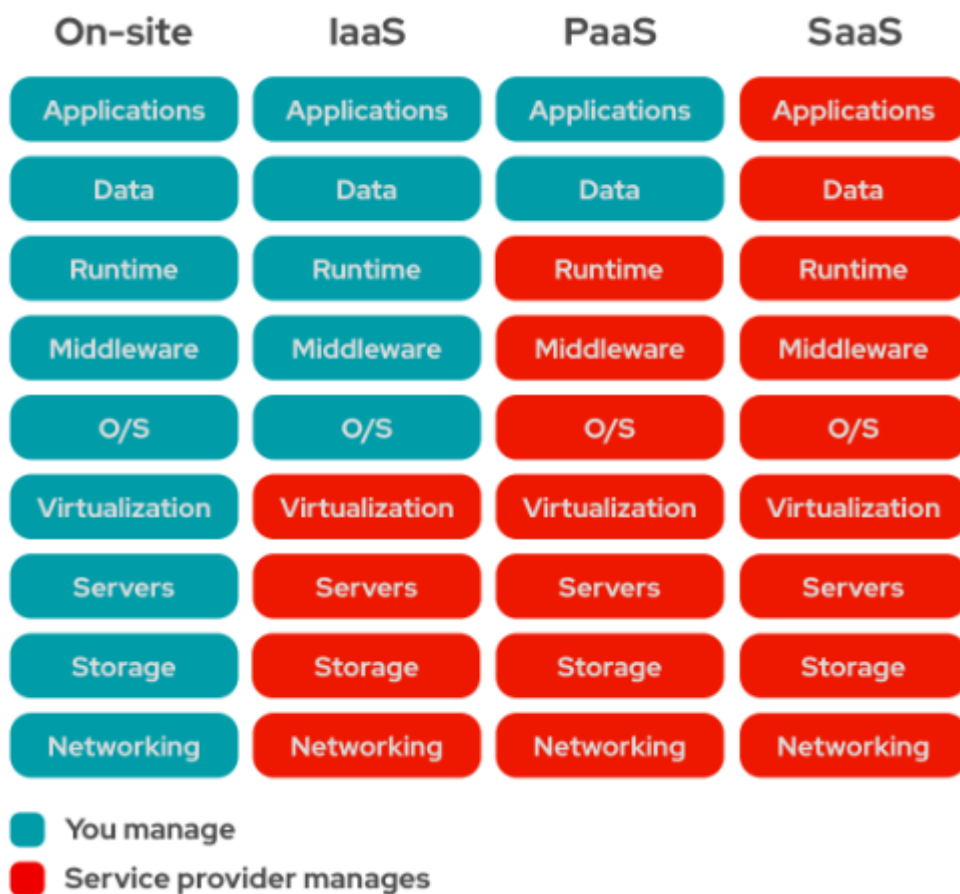 On-site IaaS PaaS SaaS
Applications Applications Applications Applications
Data Data Data Data
Runtime Runtime Runtime Runtime
Middleware Middleware Middleware Middleware
O/S O/S O/S O/S
Virtualization Virtualization Virtualization Virtualization
Servers Servers Servers Servers
Storage Storage Storage Storage
Networking Networking Networking Networking
You manage
Service provider manages